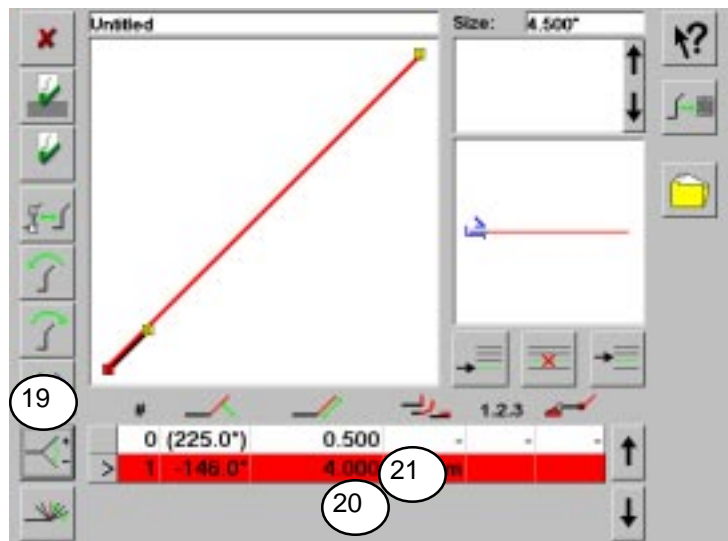 Untitled
Size: 4.500"
?
19
# 1.2.3
0 (225.0°) 0.500 - - -
> 1 -146.0° 4.000 m
21
20